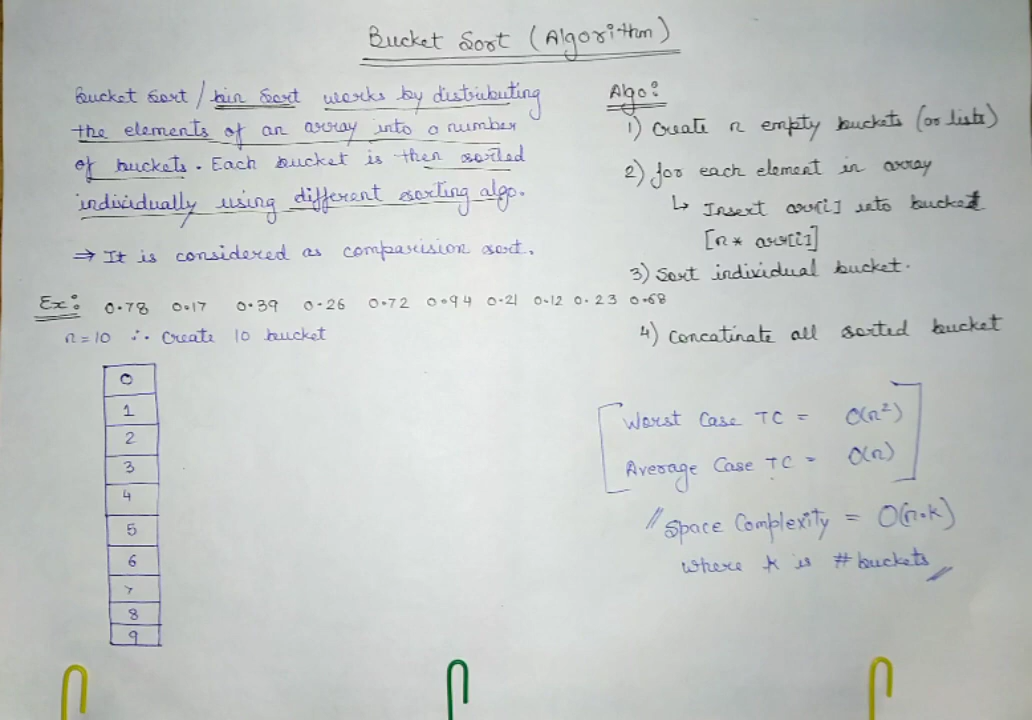 Bucket Sort (Algorithm)
Bucket sort / bin sort works by distributing
the elements of an array into a number
of buckets. Each bucket is then sorted
individually using different sorting algo.
⇒ It is considered as comparision sort.
Ex: 0.78 0.17 0.39 0.26 0.72 0.94 0.21 0.12 0.23 0.68
n=10 ∴ Create 10 bucket
0
1
2
3
4
5
6
7
8
9
Algo:
1) Create n empty buckets (or lists)
2) for each element in array
↳ Insert arr[i] into bucket
[n* arr[i]]
3) Sort individual bucket.
4) Concatinate all sorted bucket
Worst Case TC = O(n²)
Average Case TC = O(n)
// Space Complexity = O(n.k)
where k is #buckets //